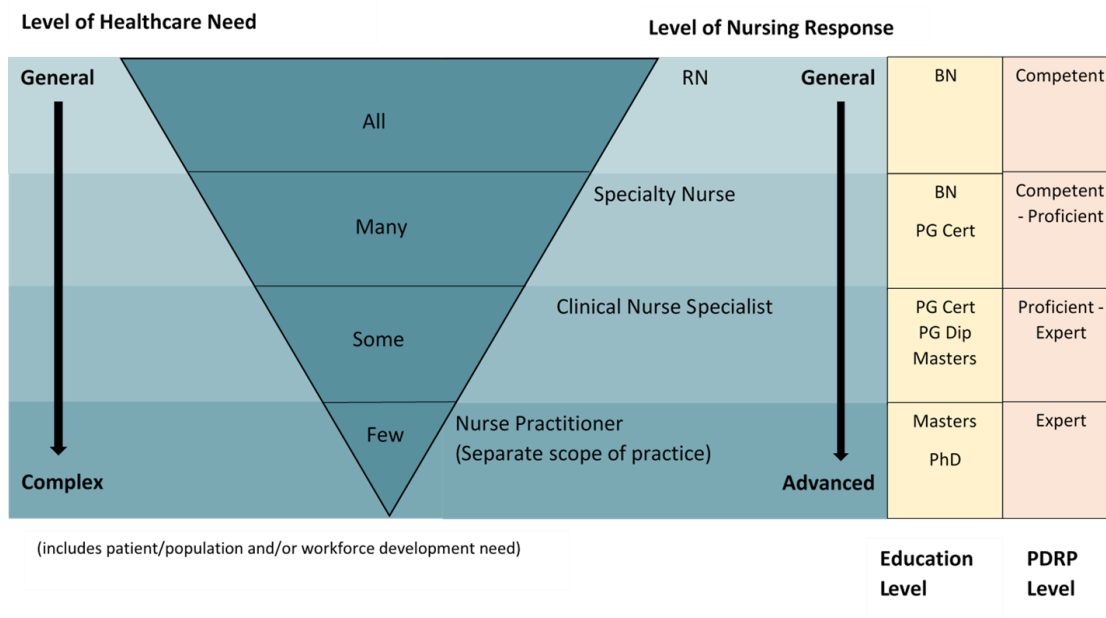 Level of Healthcare Need
Level of Nursing Response
General
All
RN
General
BN
Competent
Many
Specialty Nurse
BN
PG Cert
Competent
- Proficient
Some
Clinical Nurse Specialist
PG Cert
PG Dip
Masters
Proficient -
Expert
Few
Nurse Practitioner
(Separate scope of practice)
Masters
PhD
Expert
Complex
Advanced
(includes patient/population and/or workforce development need)
Education
Level
PDRP
Level